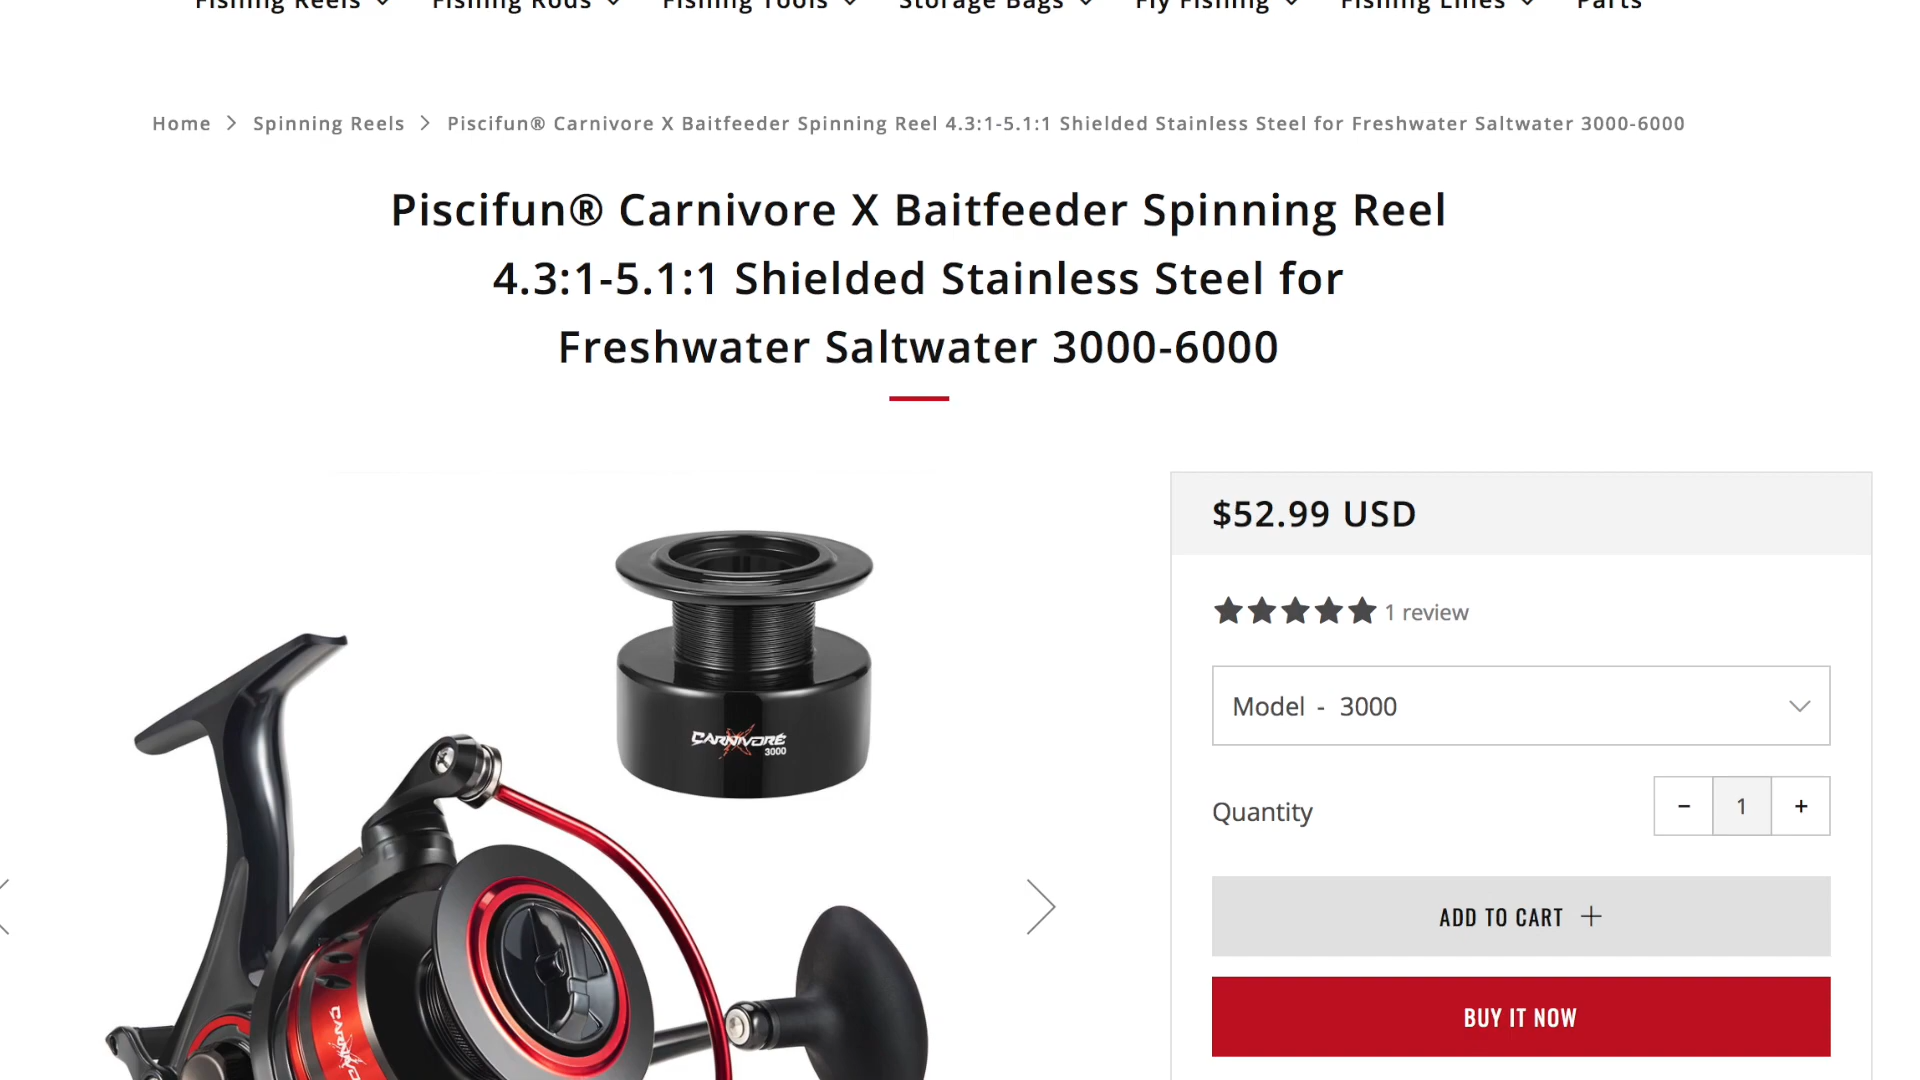 Fishing Reels Fishing Rods Fishing Tools Storage Bags Fly Fishing Fishing Lines Parts
Home > Spinning Reels > Piscifun® Carnivore X Baitfeeder Spinning Reel 4.3:1-5.1:1 Shielded Stainless Steel for Freshwater Saltwater 3000-6000
Piscifun® Carnivore X Baitfeeder Spinning Reel
4.3:1-5.1:1 Shielded Stainless Steel for
Freshwater Saltwater 3000-6000
$52.99 USD
1 review
CARNIVORE X
3000
Model - 3000
Quantity
− 1 +
ADD TO CART +
CARNIVORE X
BUY IT NOW